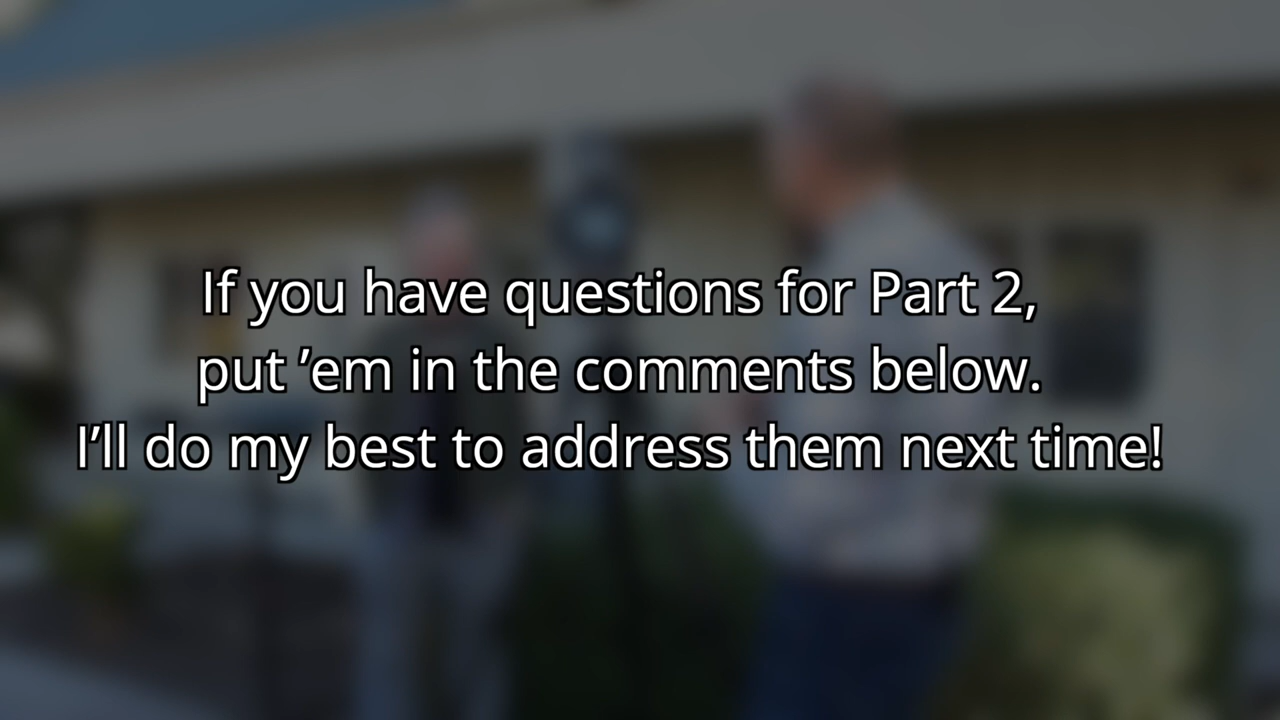 If you have questions for Part 2,
put ’em in the comments below.
I’ll do my best to address them next time!